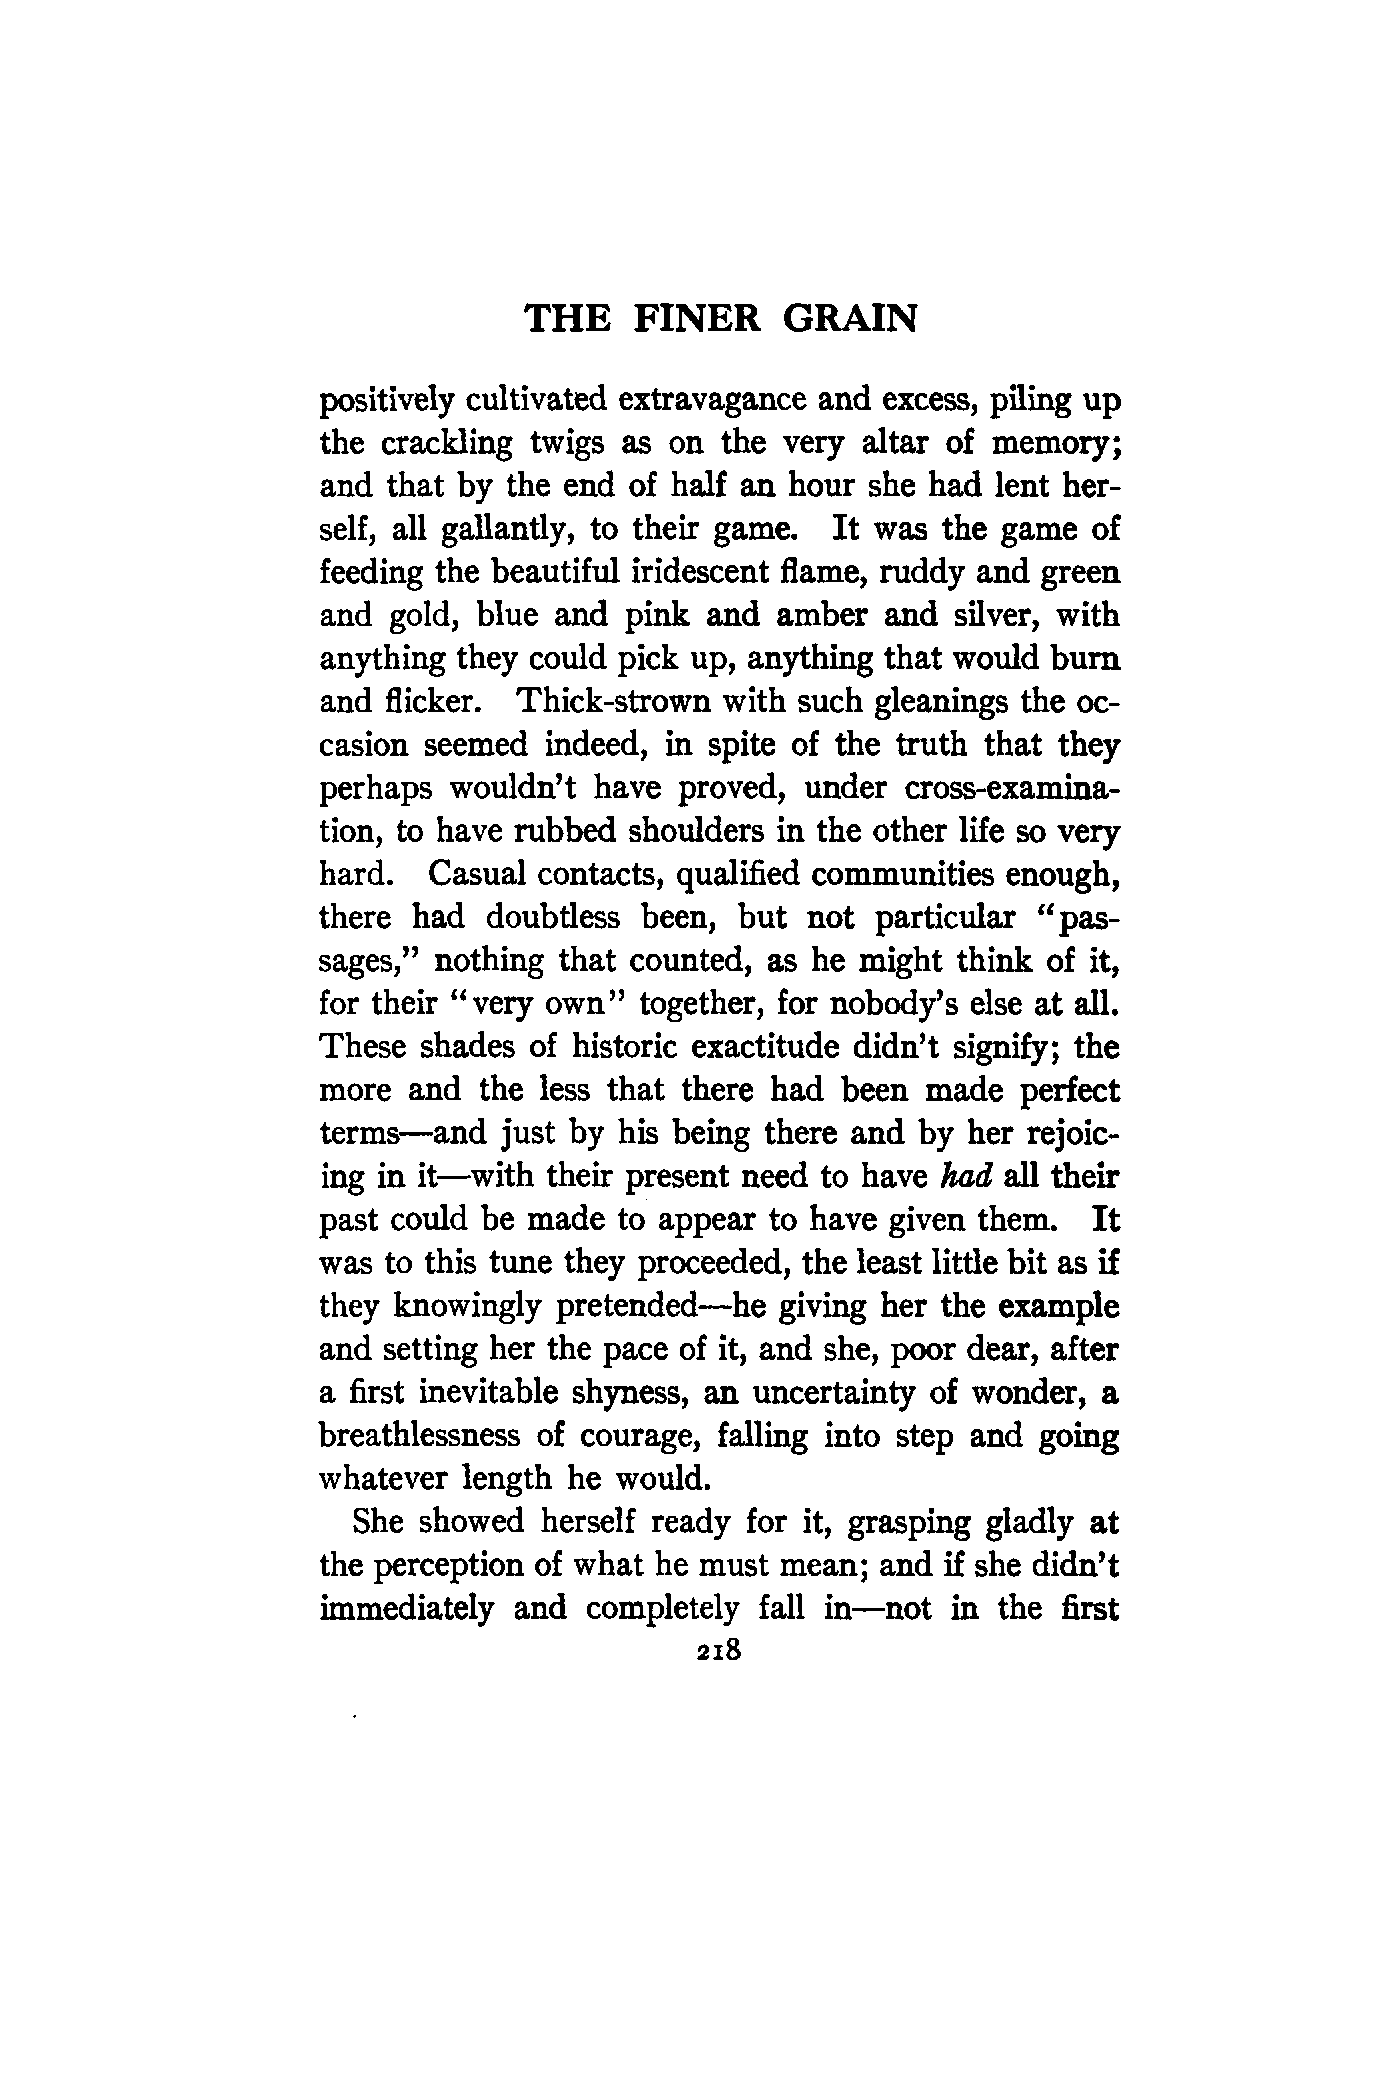 THE FINER GRAIN
positively cultivated extravagance and excess, piling up
the crackling twigs as on the very altar of memory;
and that by the end of half an hour she had lent her-
self, all gallantly, to their game. It was the game of
feeding the beautiful iridescent flame, ruddy and green
and gold, blue and pink and amber and silver, with
anything they could pick up, anything that would burn
and flicker. Thick-strown with such gleanings the oc-
casion seemed indeed, in spite of the truth that they
perhaps wouldn't have proved, under cross-examina-
tion, to have rubbed shoulders in the other life so very
hard. Casual contacts, qualified communities enough,
there had doubtless been, but not particular "pas-
sages," nothing that counted, as he might think of it,
for their "very own" together, for nobody's else at all.
These shades of historic exactitude didn't signify; the
more and the less that there had been made perfect
terms—and just by his being there and by her rejoic-
ing in it—with their present need to have had all their
past could be made to appear to have given them. It
was to this tune they proceeded, the least little bit as if
they knowingly pretended—he giving her the example
and setting her the pace of it, and she, poor dear, after
a first inevitable shyness, an uncertainty of wonder, a
breathlessness of courage, falling into step and going
whatever length he would.
She showed herself ready for it, grasping gladly at
the perception of what he must mean; and if she didn't
immediately and completely fall in—not in the first
218